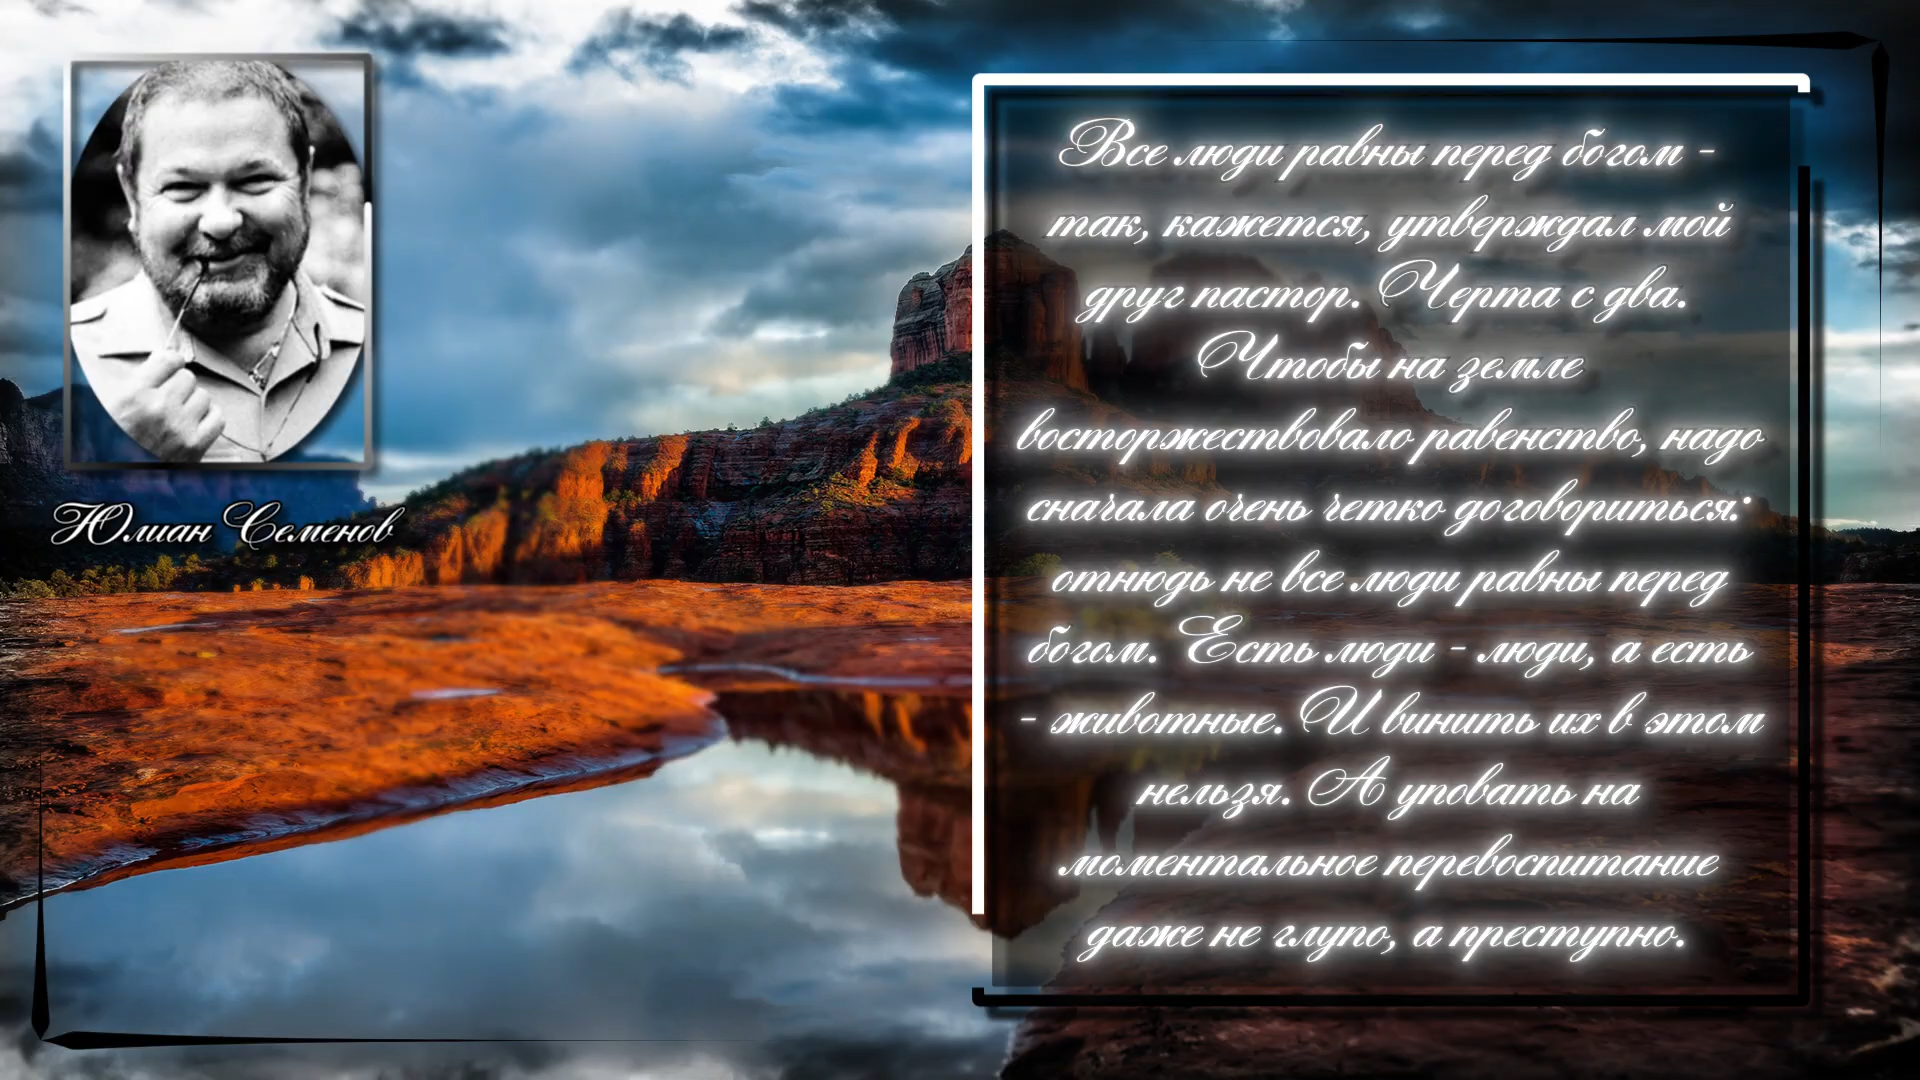 Юлиан Семенов
Все люди равны перед богом -
так, кажется, утверждал мой
друг пастор. Черта с два.
Чтобы на земле
восторжествовало равенство, надо
сначала очень четко договориться:
отнюдь не все люди равны перед
богом. Есть люди - люди, а есть
- животные. И винить их в этом
нельзя. А уповать на
моментальное перевоспитание
даже не глупо, а преступно.